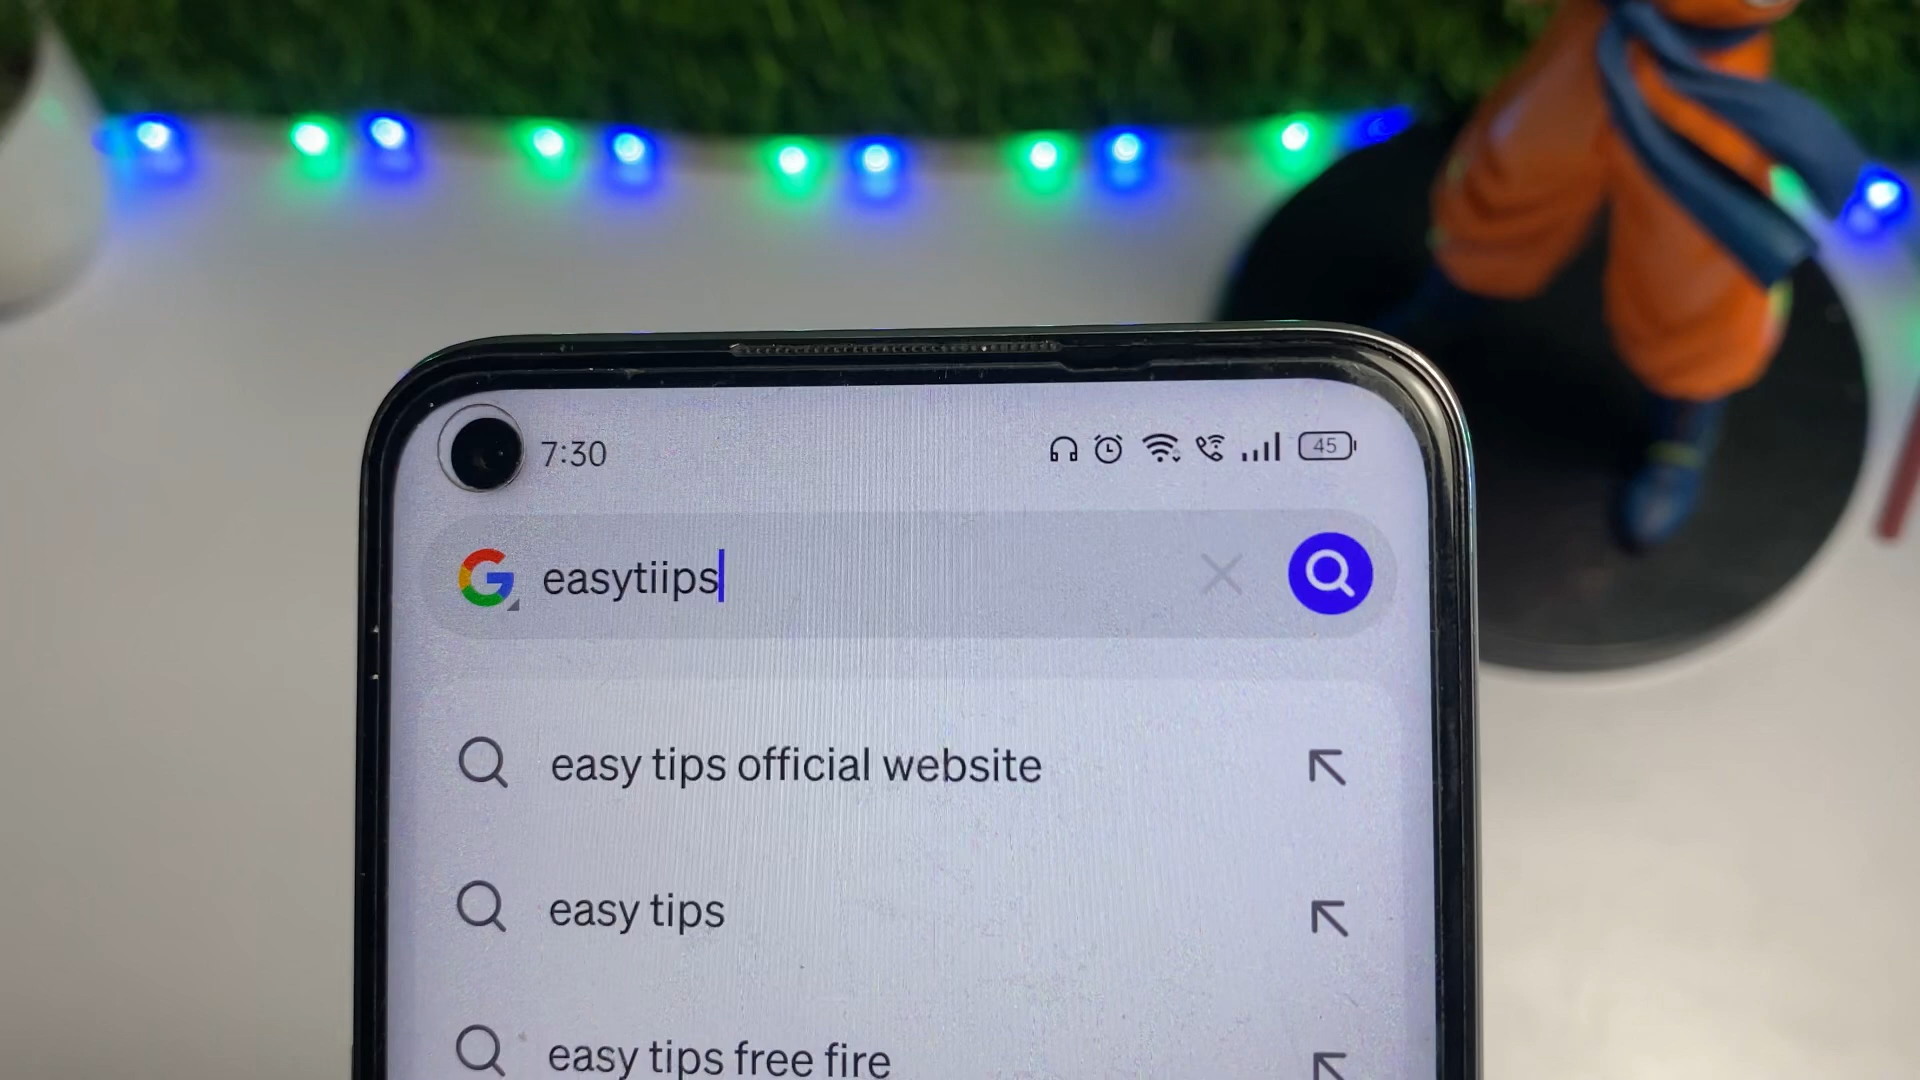 7:30
45
easytiips
easy tips official website
easy tips
easy tips free fire